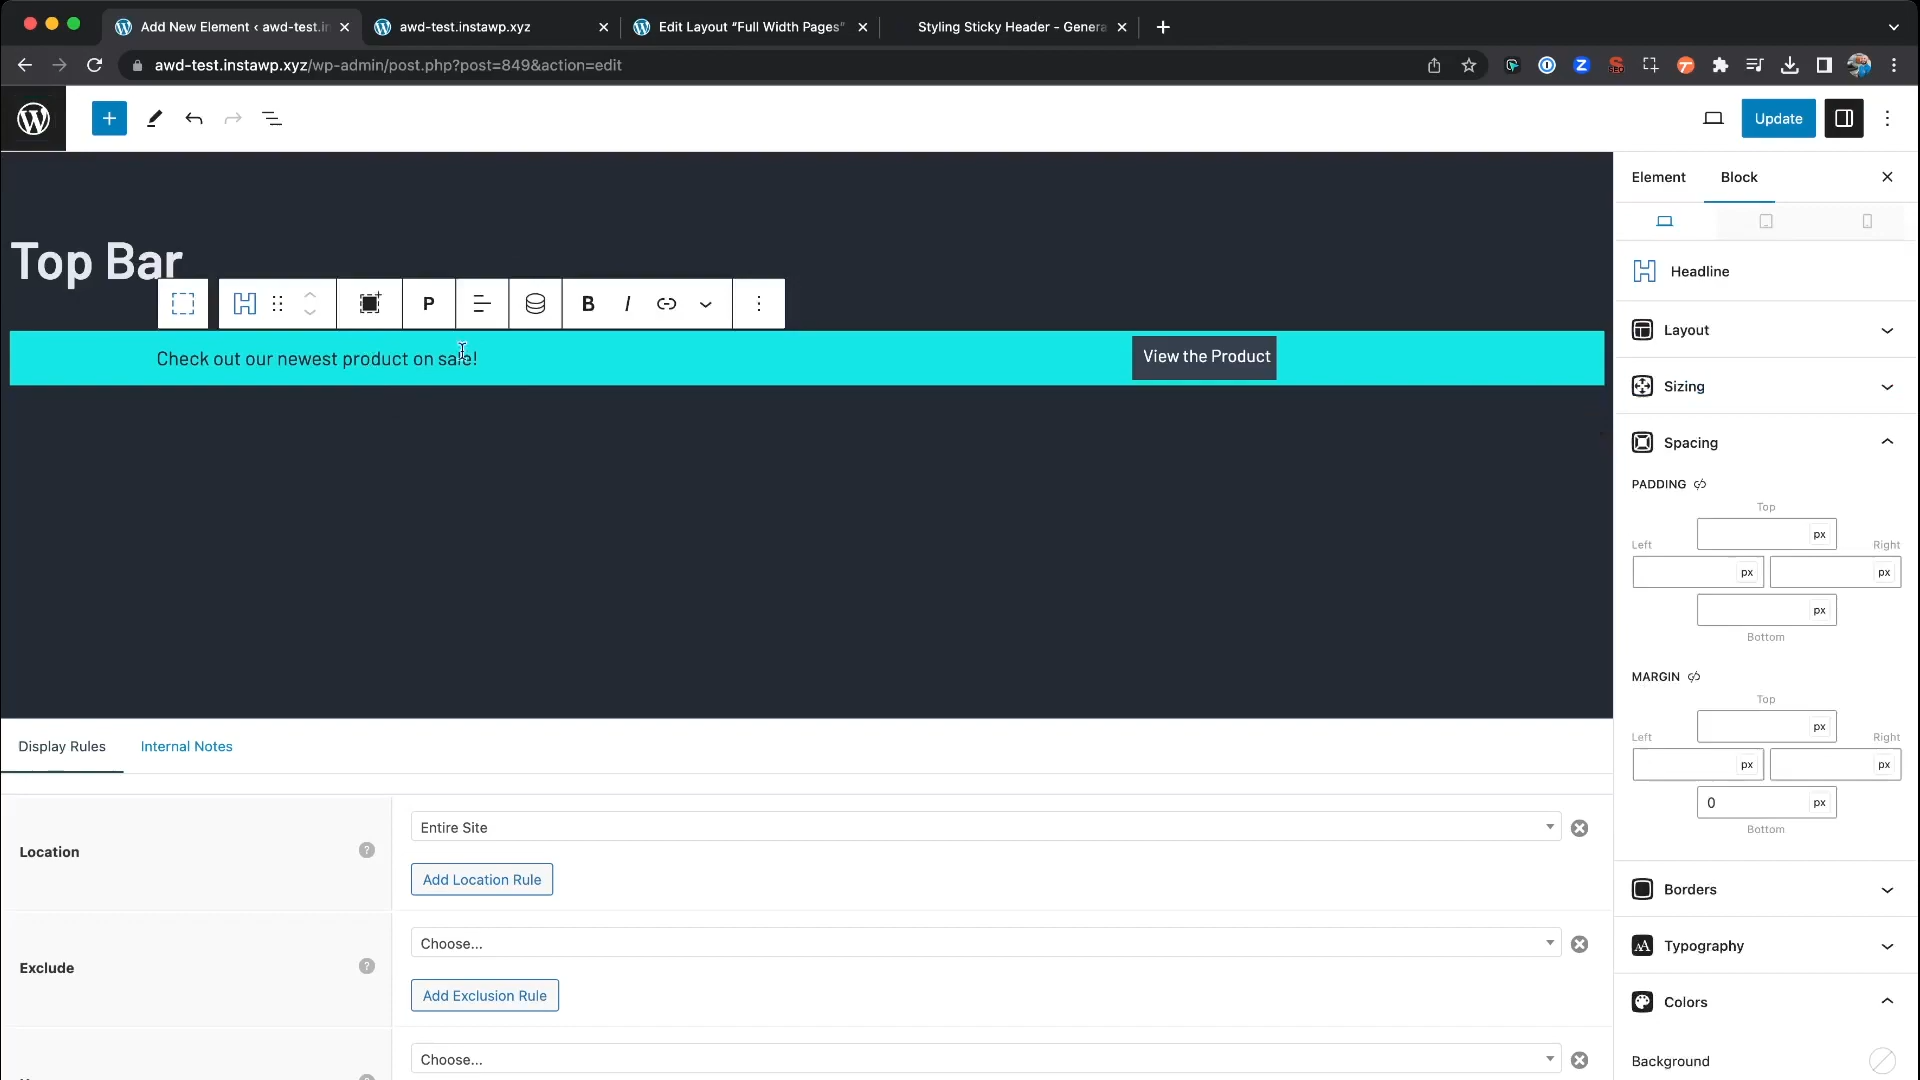 Add New Element ‹ awd-test.in
awd-test.instawp.xyz
Edit Layout “Full Width Pages”
Styling Sticky Header - Genera
awd-test.instawp.xyz/wp-admin/post.php?post=849&action=edit
Update
Element
Block
Top Bar
Headline
P
B
I
Layout
Check out our newest product on sale!
View the Product
Sizing
Spacing
PADDING
Top
px
Left
Right
px
px
px
Bottom
MARGIN
Top
px
Left
Right
px
px
0
px
Bottom
Display Rules
Internal Notes
Location
?
Entire Site
Add Location Rule
Borders
Exclude
?
Choose...
Add Exclusion Rule
Typography
Colors
Choose...
Background